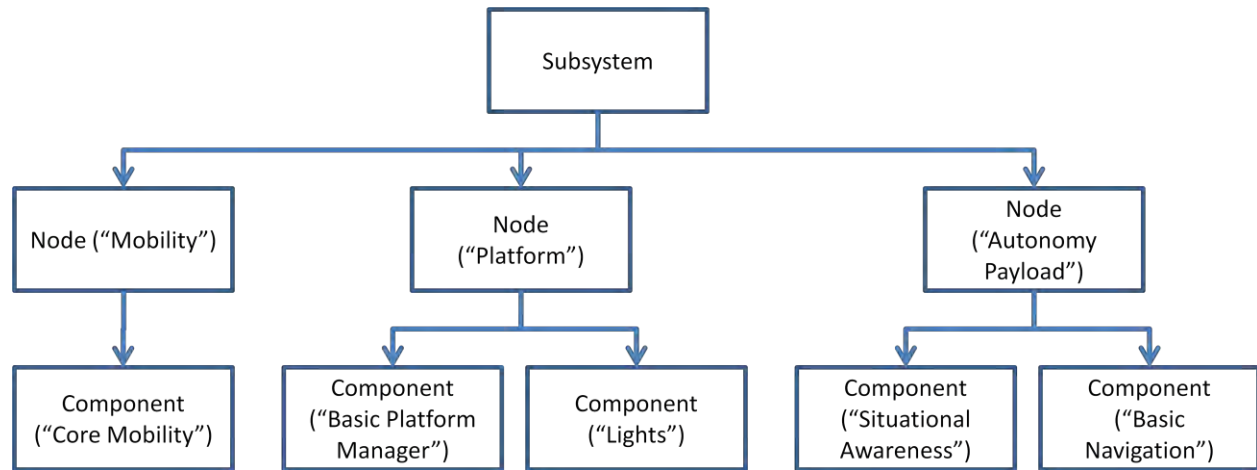 Subsystem
Node (“Mobility”)
Node
(“Platform”)
Node
(“Autonomy
Payload”)
Component
(“Core Mobility”)
Component
(“Basic Platform
Manager”)
Component
(“Lights”)
Component
(“Situational
Awareness”)
Component
(“Basic
Navigation”)